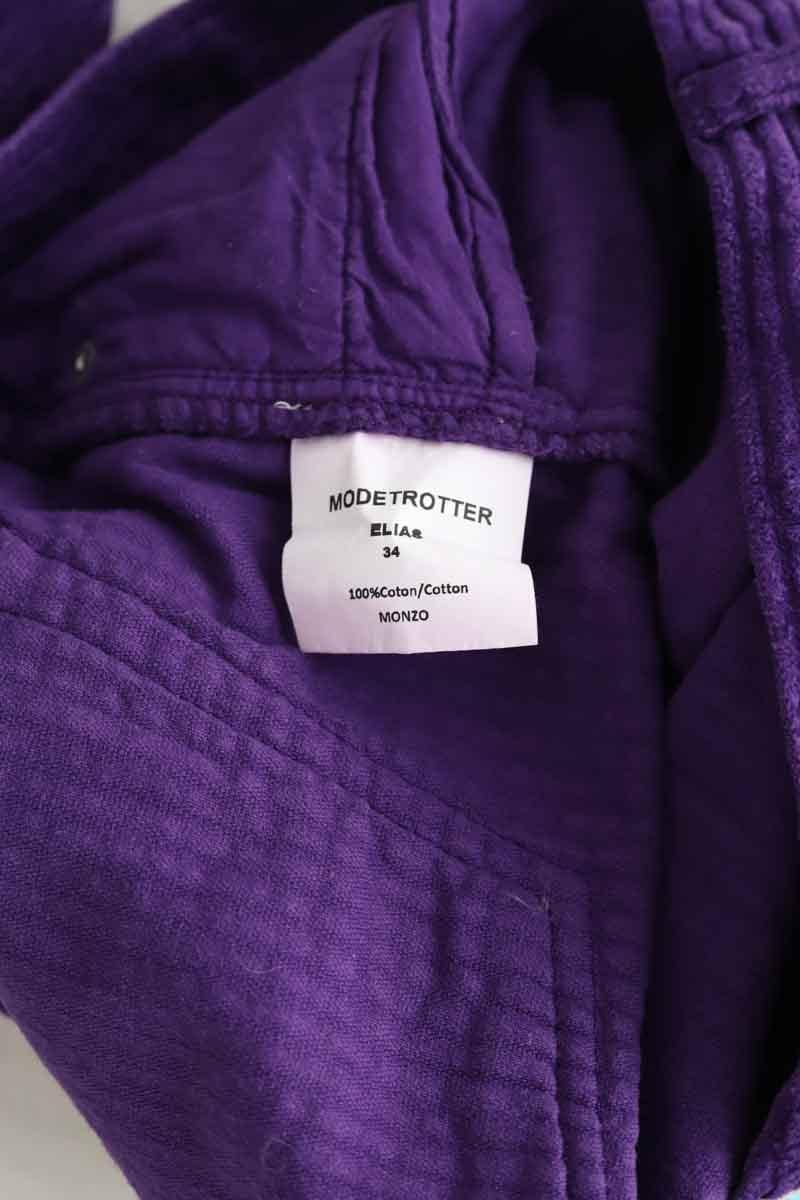 MODETROTTER
ELIAs
34
100%Coton/Cotton
MONZO